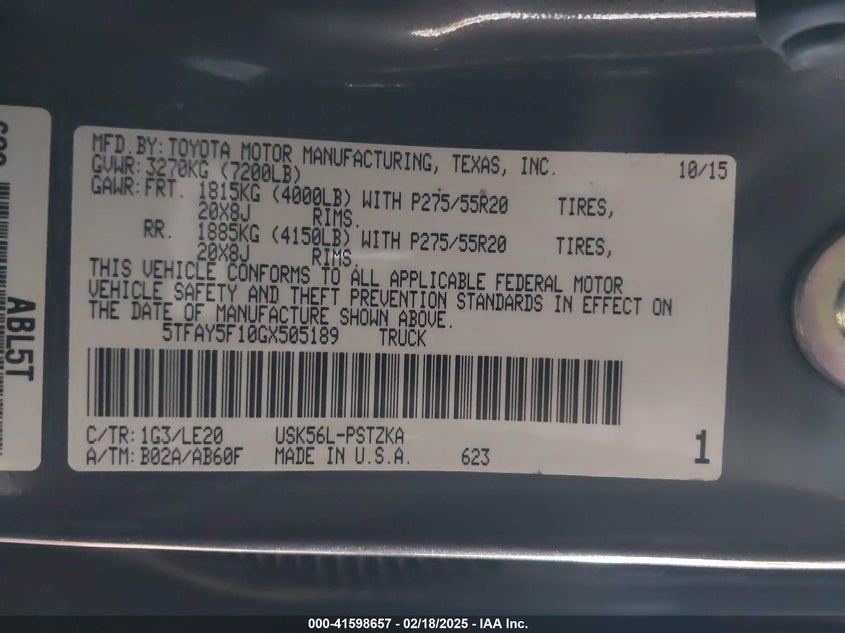 MFD.BY: TOYOTA MOTOR MANUFACTURING, TEXAS, INC. 10/15
GVWR: 3270KG (7200LB)
GAWR: FRT. 1815KG (4000LB) WITH P275/55R20 TIRES,
20X8J RIMS.
RR. 1885KG (4150LB) WITH P275/55R20 TIRES,
20X8J RIMS
THIS VEHICLE CONFORMS TO ALL APPLICABLE FEDERAL MOTOR
VEHICLE SAFETY AND THEFT PREVENTION STANDARDS IN EFFECT ON
THE DATE OF MANUFACTURE SHOWN ABOVE.
5TFAY5F10GX505189 TRUCK
C/TR: 1G3/LE20 USK56L-PSTZKA
A/TM: B02A/AB60F MADE IN U.S.A. 623 1
ABL5T
000-41598657 - 02/18/2025 - IAA Inc.